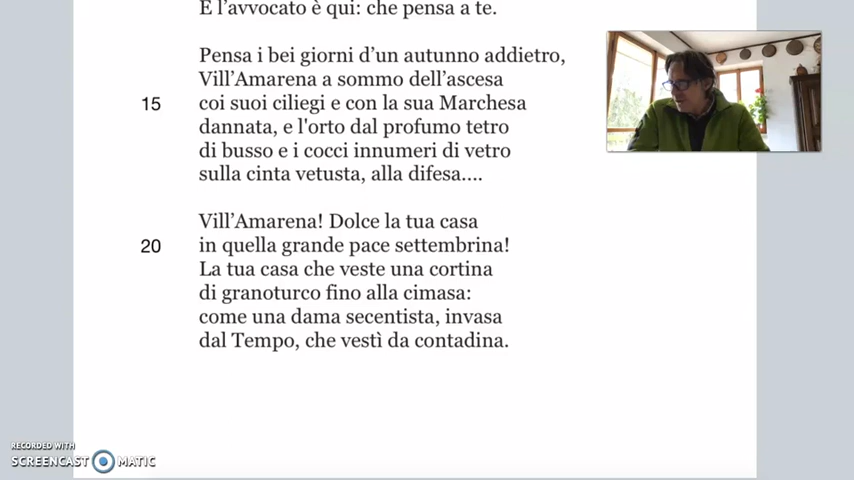 E l’avvocato è qui: che pensa a te.
Pensa i bei giorni d’un autunno addietro,
Vill’Amarena a sommo dell’ascesa
15 coi suoi ciliegi e con la sua Marchesa
dannata, e l'orto dal profumo tetro
di busso e i cocci innumeri di vetro
sulla cinta vetusta, alla difesa....
Vill’Amarena! Dolce la tua casa
20 in quella grande pace settembrina!
La tua casa che veste una cortina
di granoturco fino alla cimasa:
come una dama secentista, invasa
dal Tempo, che vestì da contadina.
RECORDED WITH
SCREENCAST MATIC